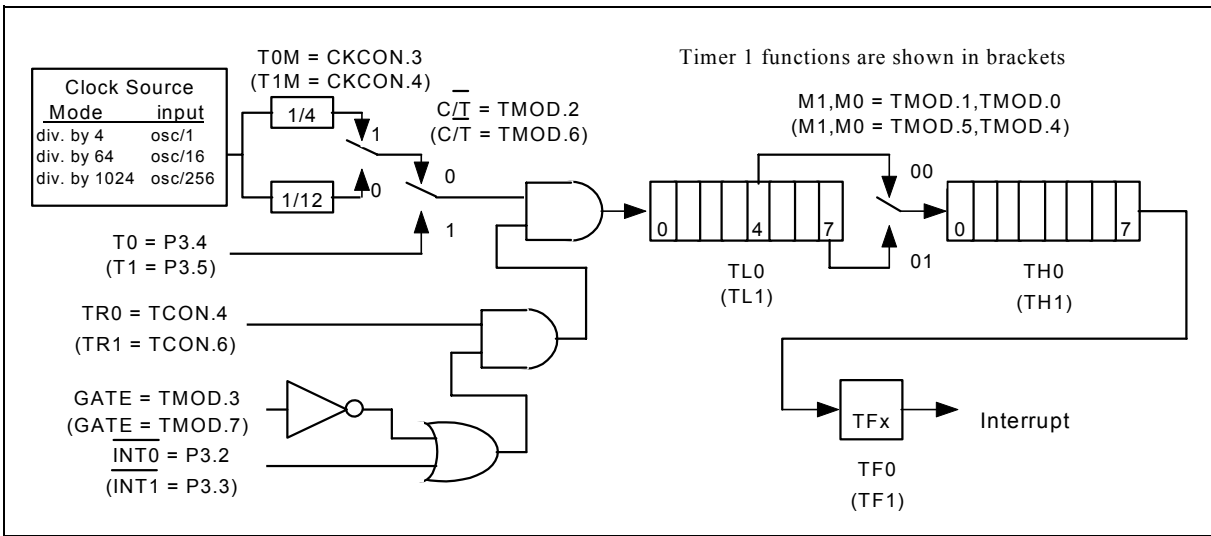 T0M = CKCON.3
(T1M = CKCON.4)
Timer 1 functions are shown in brackets
Clock Source
Mode input
div. by 4 osc/1
div. by 64 osc/16
div. by 1024 osc/256
1/4
1/12
1
0
C/T̅ = TMOD.2
(C/T̅ = TMOD.6)
0
1
M1,M0 = TMOD.1,TMOD.0
(M1,M0 = TMOD.5,TMOD.4)
00
01
0 4 7
0 7
T0 = P3.4
(T1 = P3.5)
TL0
(TL1)
TH0
(TH1)
TR0 = TCON.4
(TR1 = TCON.6)
GATE = TMOD.3
(GATE = TMOD.7)
I̅N̅T̅0̅ = P3.2
(I̅N̅T̅1̅ = P3.3)
TFx
Interrupt
TF0
(TF1)